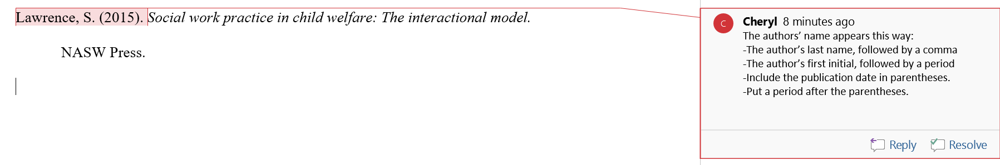 Lawrence, S. (2015). Social work practice in child welfare: The interactional model.
NASW Press.
C
Cheryl 8 minutes ago
The authors’ name appears this way:
-The author’s last name, followed by a comma
-The author’s first initial, followed by a period
-Include the publication date in parentheses.
-Put a period after the parentheses.
Reply Resolve